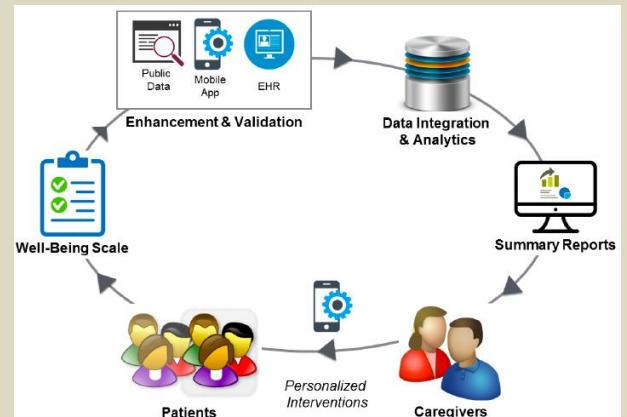 Public
Data
Mobile
App
EHR
Enhancement & Validation
Data Integration
& Analytics
Well-Being Scale
Summary Reports
Personalized
Interventions
Patients
Caregivers